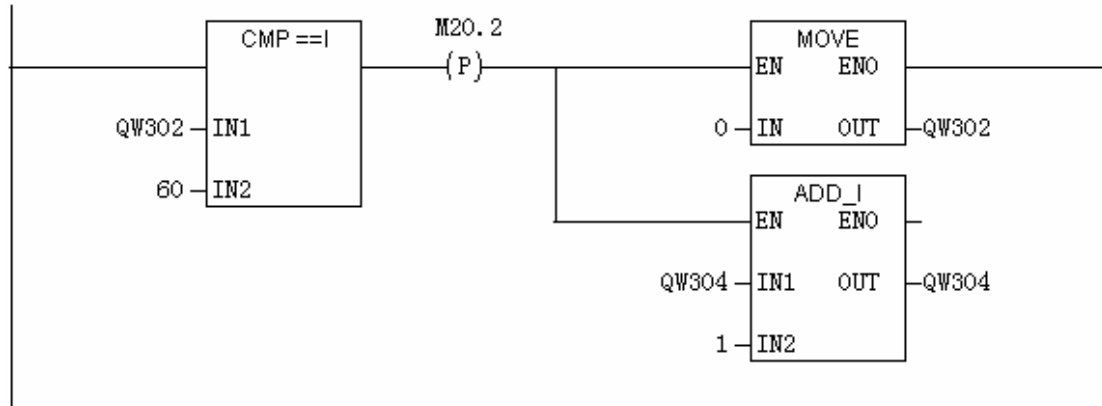 CMP ==I
M20.2
(P)
MOVE
EN ENO
QW302 IN1
0 IN OUT QW302
60 IN2
ADD_I
EN ENO
QW304 IN1 OUT QW304
1 IN2